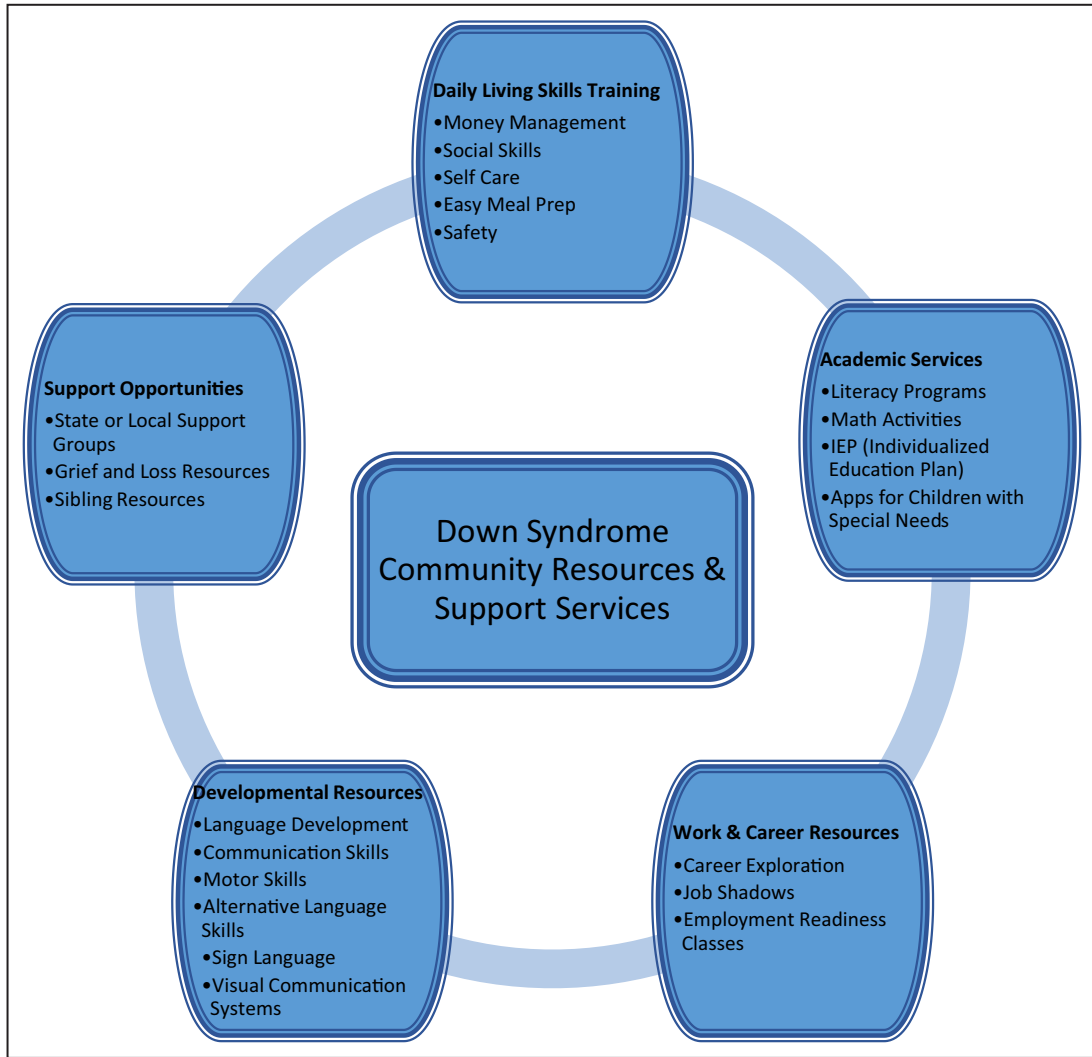 Daily Living Skills Training
•Money Management
•Social Skills
•Self Care
•Easy Meal Prep
•Safety
Academic Services
•Literacy Programs
•Math Activities
•IEP (Individualized
Education Plan)
•Apps for Children with
Special Needs
Work & Career Resources
•Career Exploration
•Job Shadows
•Employment Readiness
Classes
Developmental Resources
•Language Development
•Communication Skills
•Motor Skills
•Alternative Language
Skills
•Sign Language
•Visual Communication
Systems
Support Opportunities
•State or Local Support
Groups
•Grief and Loss Resources
•Sibling Resources
Down Syndrome
Community Resources &
Support Services